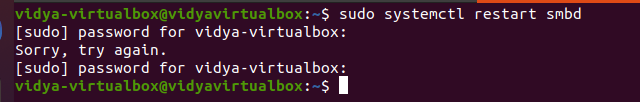 vidya-virtualbox@vidyavirtualbox:~$ sudo systemctl restart smbd
[sudo] password for vidya-virtualbox:
Sorry, try again.
[sudo] password for vidya-virtualbox:
vidya-virtualbox@vidyavirtualbox:~$